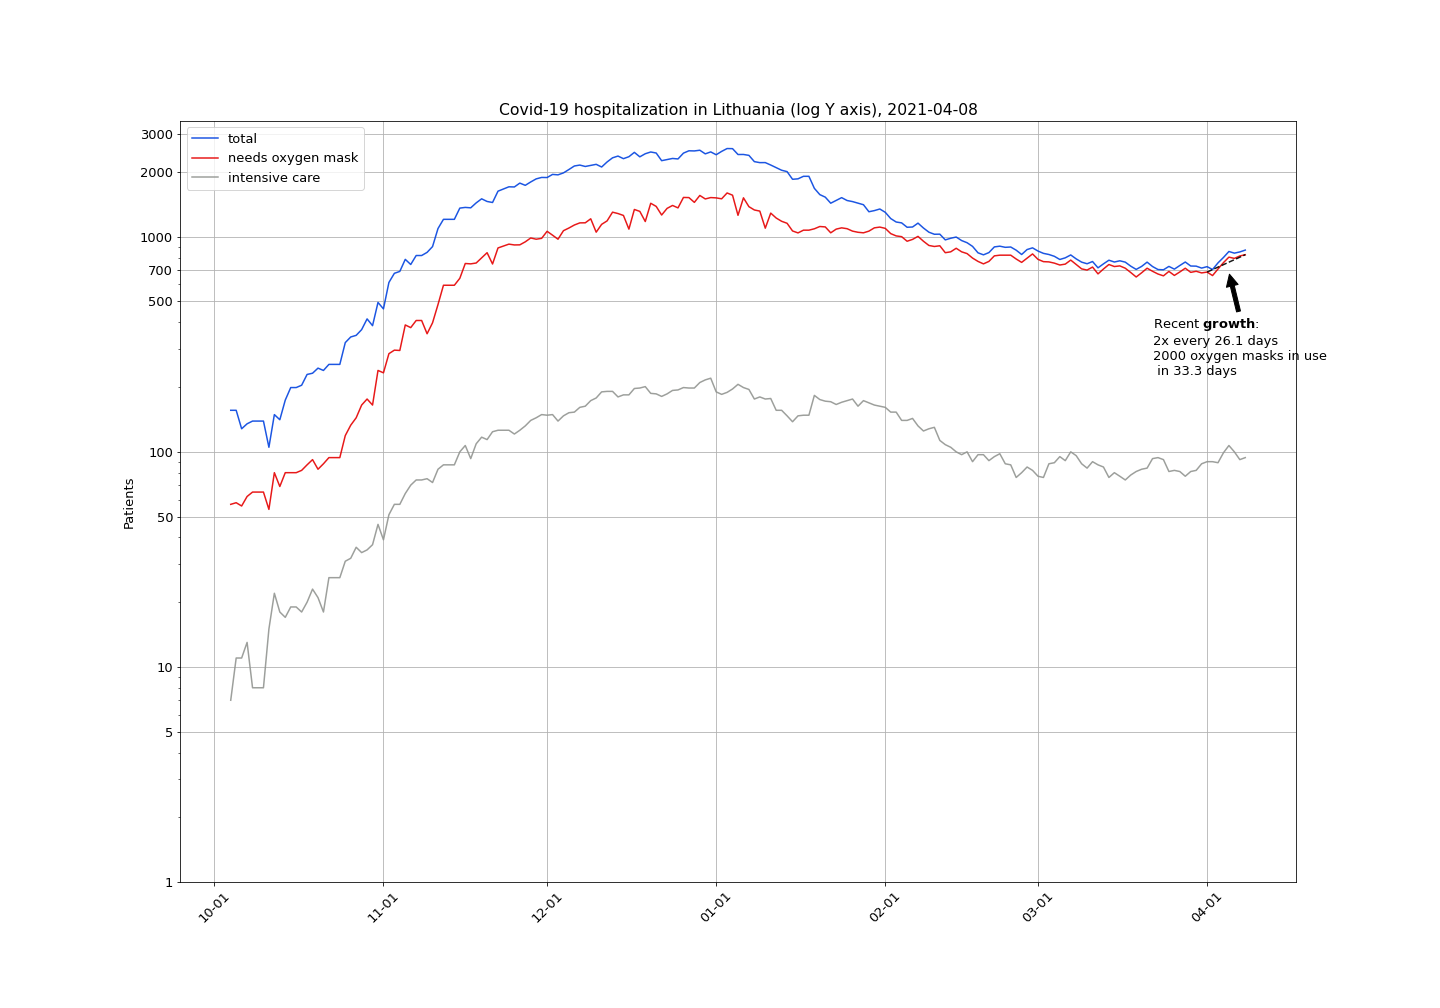 Covid-19 hospitalization in Lithuania (log Y axis), 2021-04-08
total
needs oxygen mask
intensive care
3000
2000
1000
700
500
100
50
10
5
1
Patients
Recent growth:
2x every 26.1 days
2000 oxygen masks in use
in 33.3 days
10-01
11-01
12-01
01-01
02-01
03-01
04-01